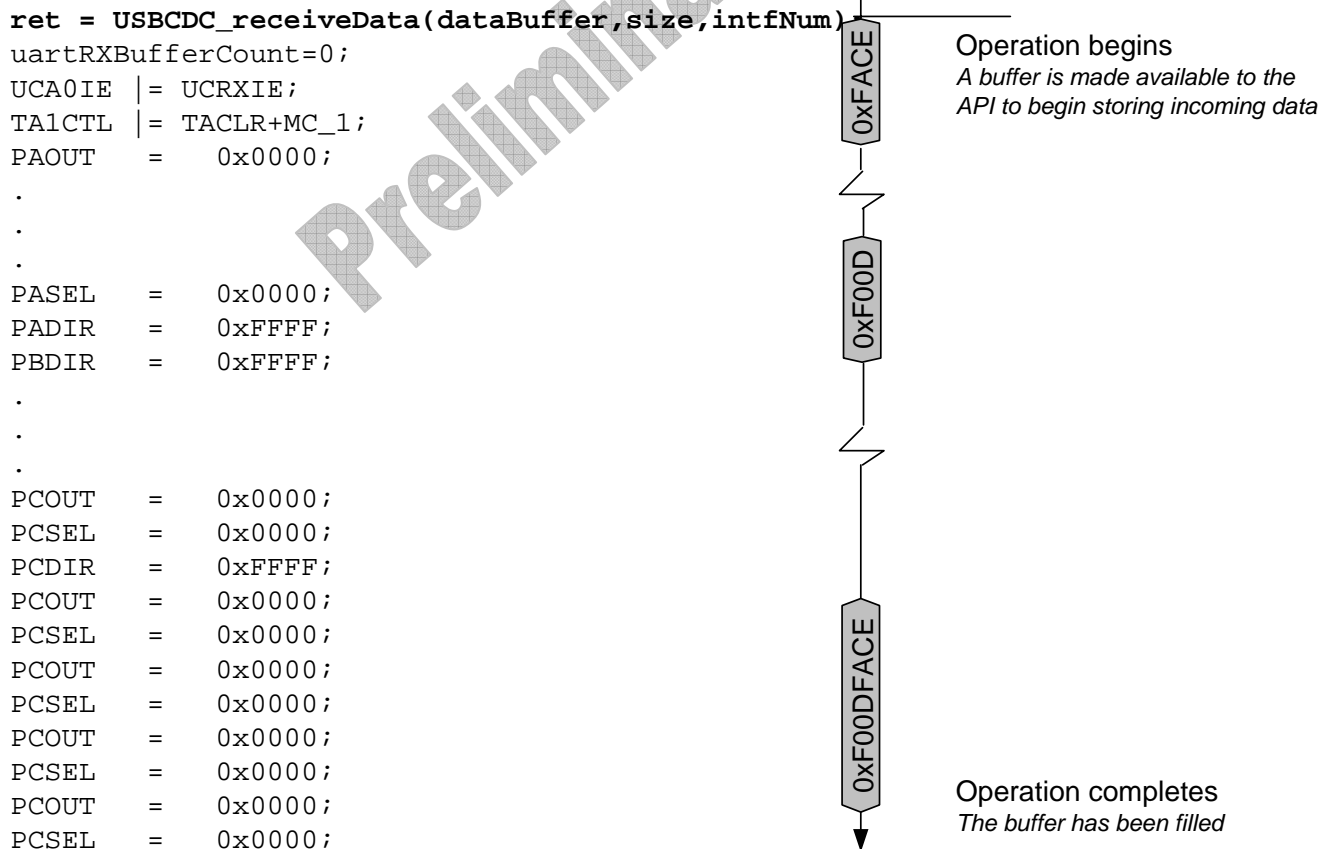 ret = USBCDC_receiveData(dataBuffer,size,intfNum)
uartRXBufferCount=0;
UCA0IE |= UCRXIE;
TA1CTL |= TACLR+MC_1;
PAOUT = 0x0000;
.
.
.
PASEL = 0x0000;
PADIR = 0xFFFF;
PBDIR = 0xFFFF;
.
.
.
PCOUT = 0x0000;
PCSEL = 0x0000;
PCDIR = 0xFFFF;
PCOUT = 0x0000;
PCSEL = 0x0000;
PCOUT = 0x0000;
PCSEL = 0x0000;
PCOUT = 0x0000;
PCSEL = 0x0000;
PCOUT = 0x0000;
PCSEL = 0x0000;
Prelimina
0xFACE
0xF00D
0xF00DFACE
Operation begins
A buffer is made available to the
API to begin storing incoming data
Operation completes
The buffer has been filled